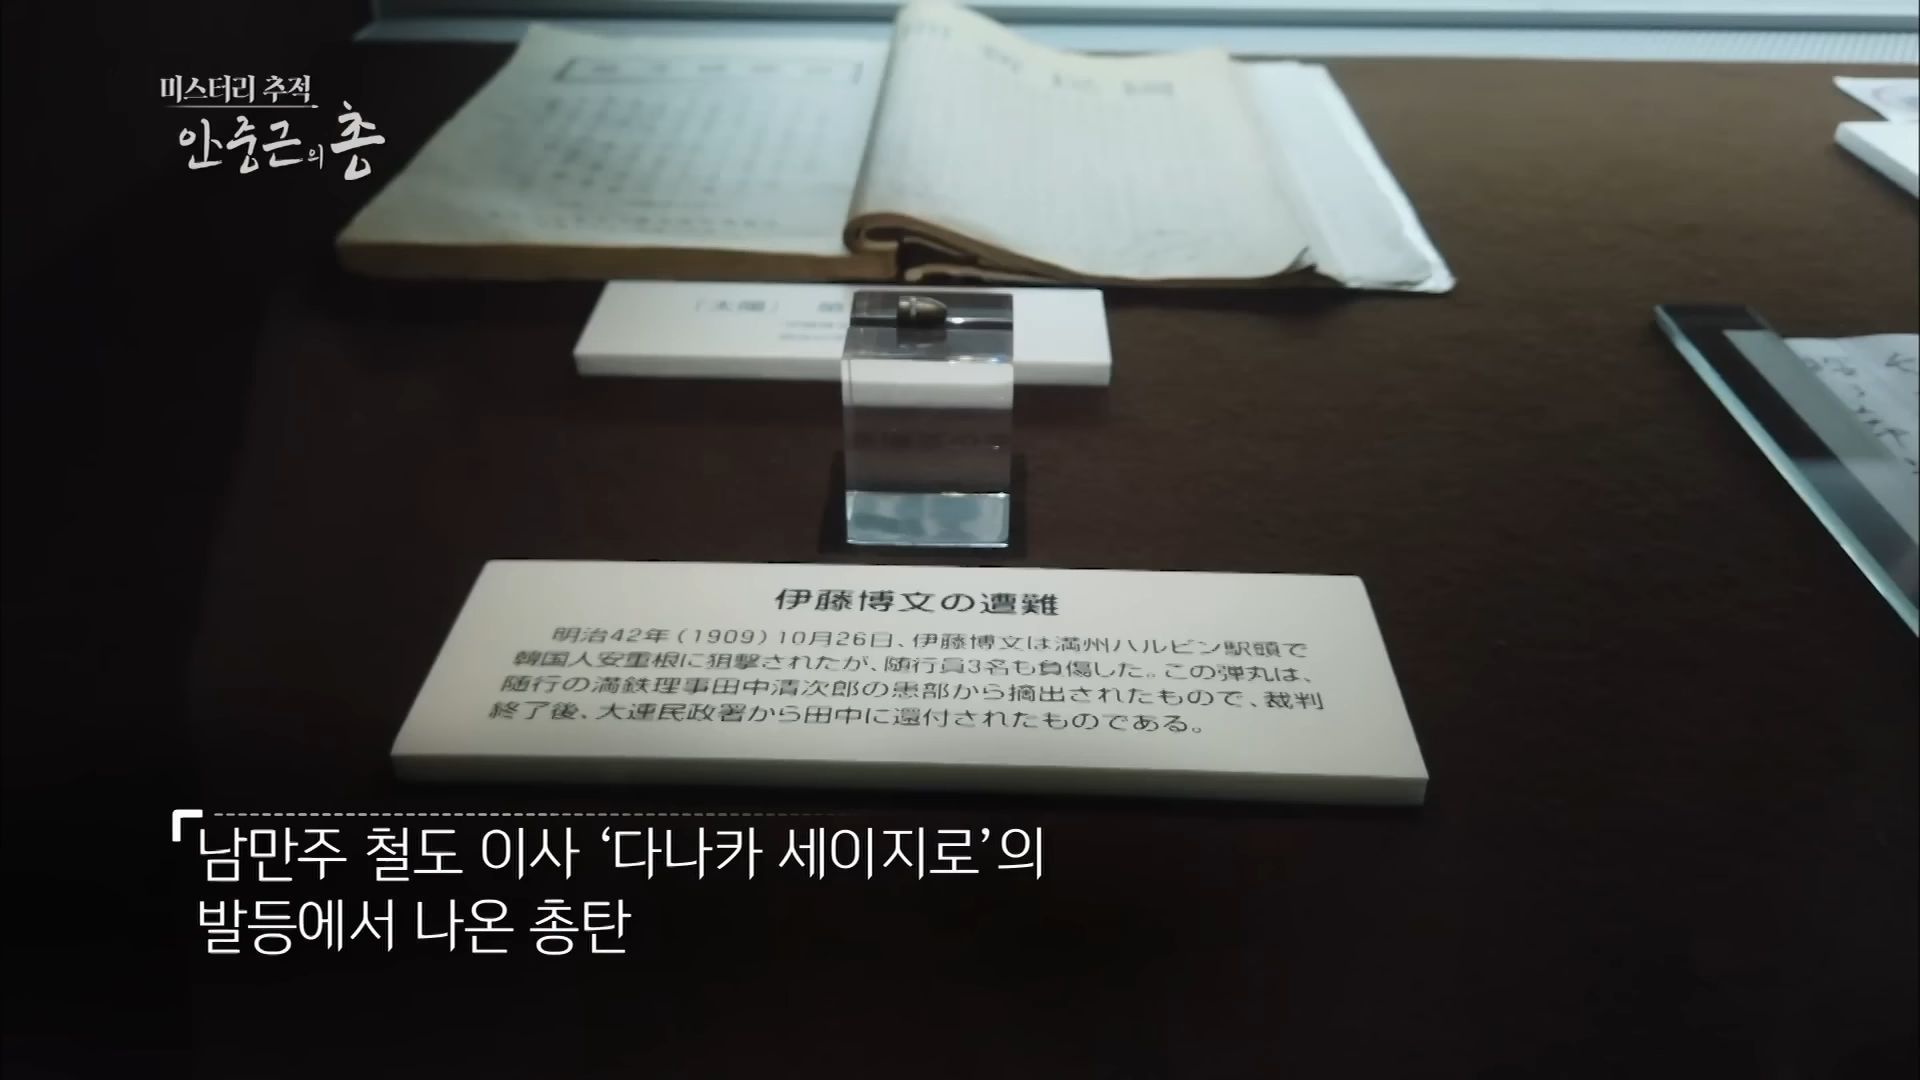 미스터리 추적
안중근의 총
「太陽」
伊藤博文の遭難
明治42年(1909)10月26日、伊藤博文は満州ハルビン駅頭で
韓国人安重根に狙撃されたが、随行員3名も負傷した。この弾丸は、
随行の満鉄理事田中清次郎の患部から摘出されたもので、裁判
終了後、大連民政署から田中に還付されたものである。
남만주 철도 이사 ‘다나카 세이지로’의
발등에서 나온 총탄